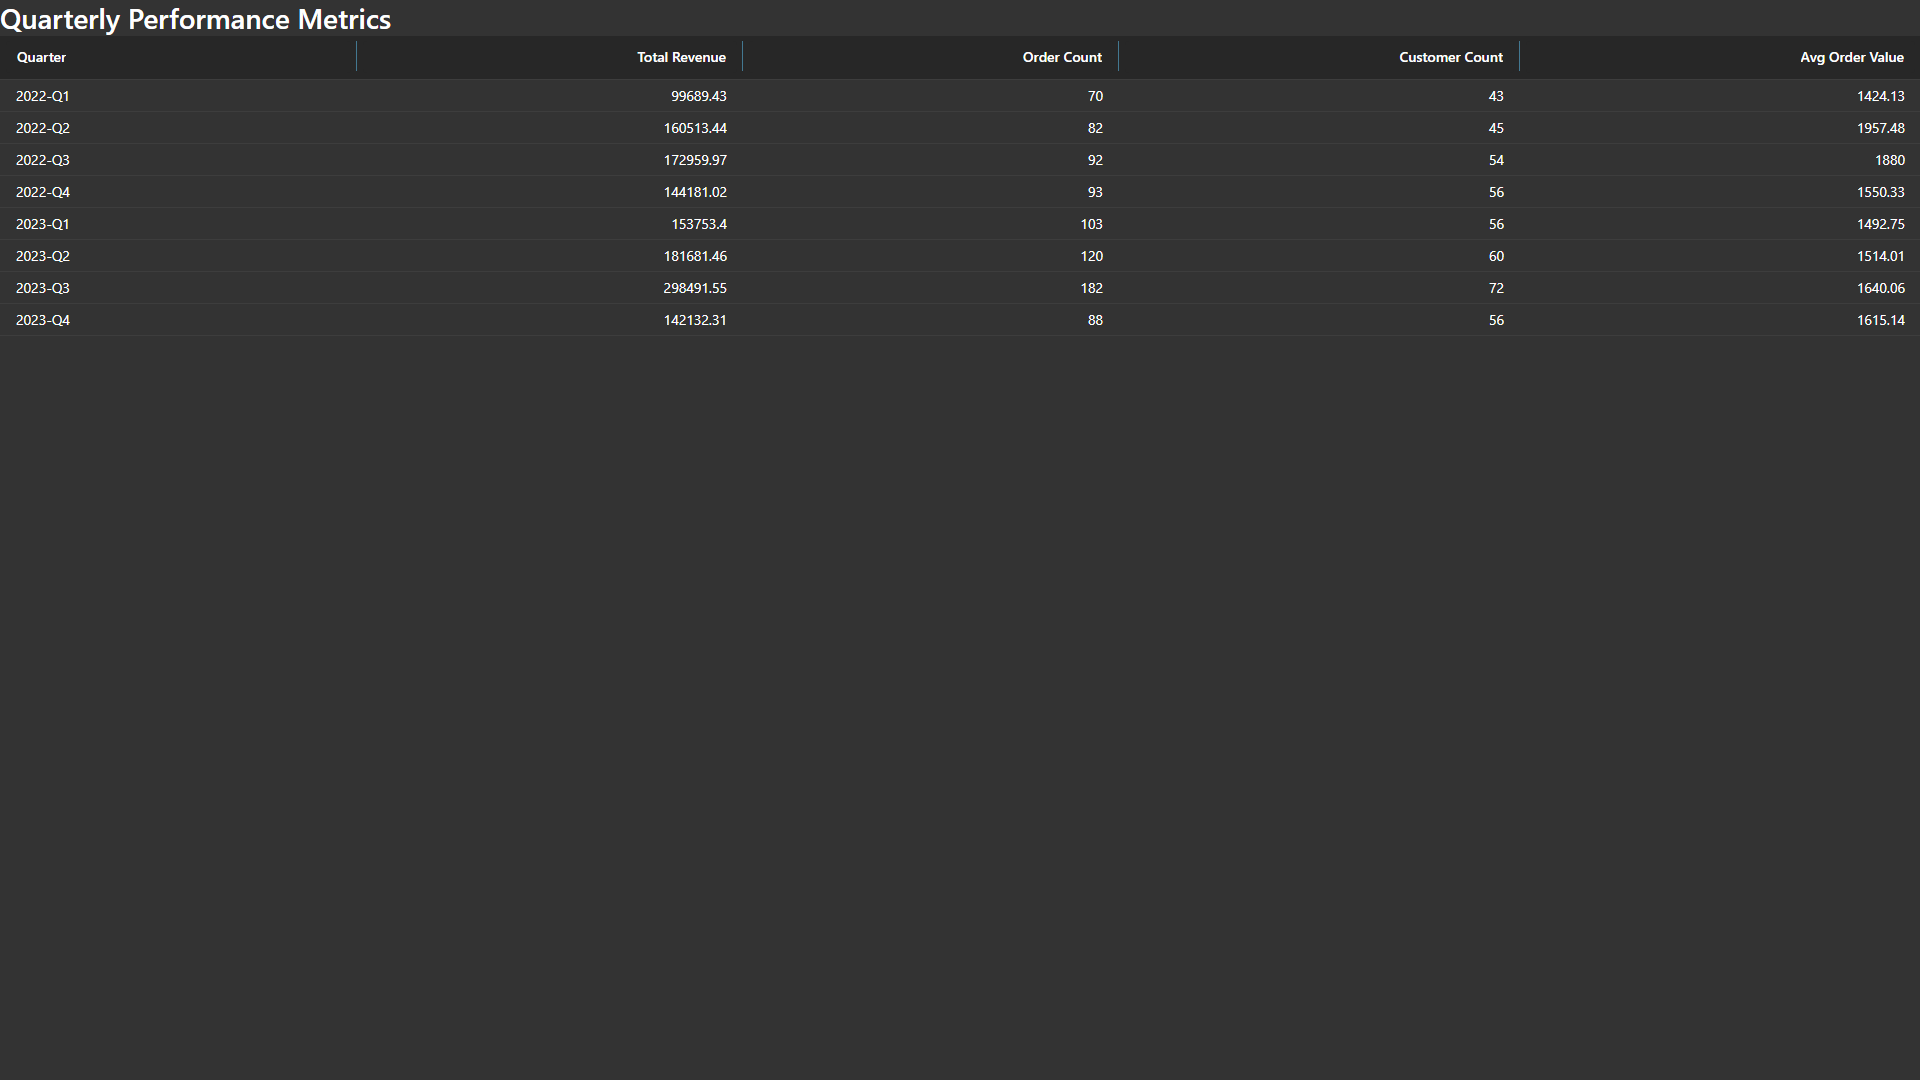 Quarterly Performance Metrics
Quarter Total Revenue Order Count Customer Count Avg Order Value
2022-Q1 99689.43 70 43 1424.13
2022-Q2 160513.44 82 45 1957.48
2022-Q3 172959.97 92 54 1880
2022-Q4 144181.02 93 56 1550.33
2023-Q1 153753.4 103 56 1492.75
2023-Q2 181681.46 120 60 1514.01
2023-Q3 298491.55 182 72 1640.06
2023-Q4 142132.31 88 56 1615.14